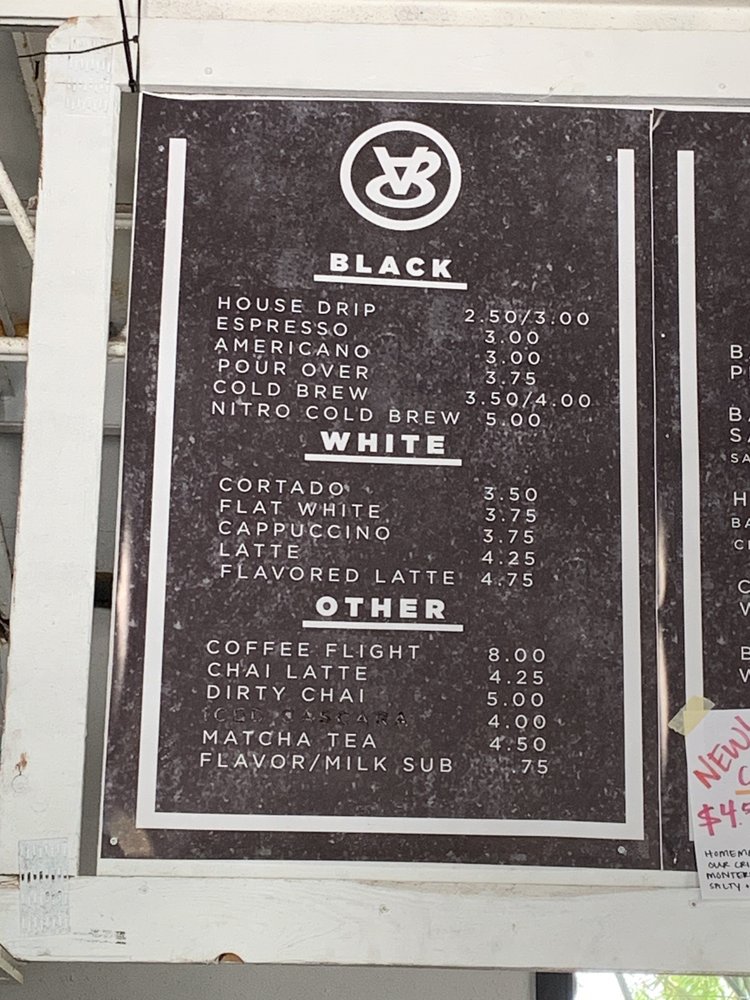 BLACK
HOUSE DRIP 2.50/3.00
ESPRESSO 3.00
AMERICANO 3.00
POUR OVER 3.75
COLD BREW 3.50/4.00
NITRO COLD BREW 5.00
WHITE
CORTADO 3.50
FLAT WHITE 3.75
CAPPUCCINO 3.75
LATTE 4.25
FLAVORED LATTE 4.75
OTHER
COFFEE FLIGHT 8.00
CHAI LATTE 4.25
DIRTY CHAI 5.00
ICED CASCARA 4.00
MATCHA TEA 4.50
FLAVOR/MILK SUB .75